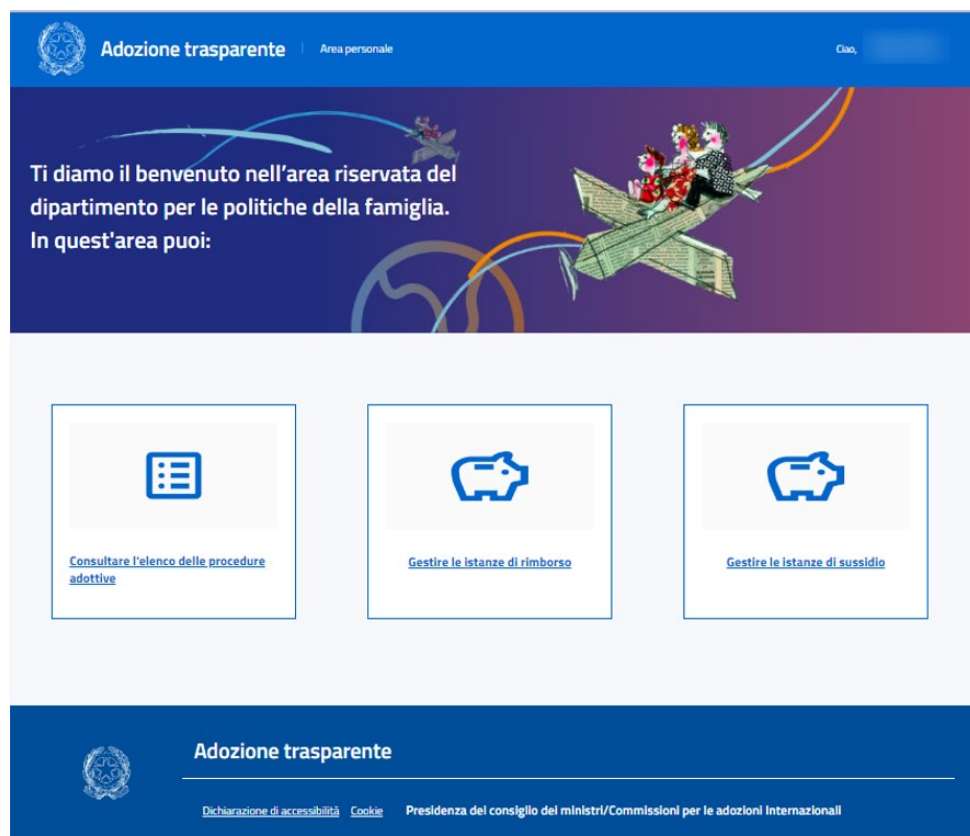 Adozione trasparente
Area personale
Ciao,
Ti diamo il benvenuto nell'area riservata del
dipartimento per le politiche della famiglia.
In quest'area puoi:
Consultare l'elenco delle procedure
adottive
Gestire le istanze di rimborso
Gestire le istanze di sussidio
Adozione trasparente
Dichiarazione di accessibilità
Cookie
Presidenza del consiglio dei ministri/Commissioni per le adozioni Internazionali